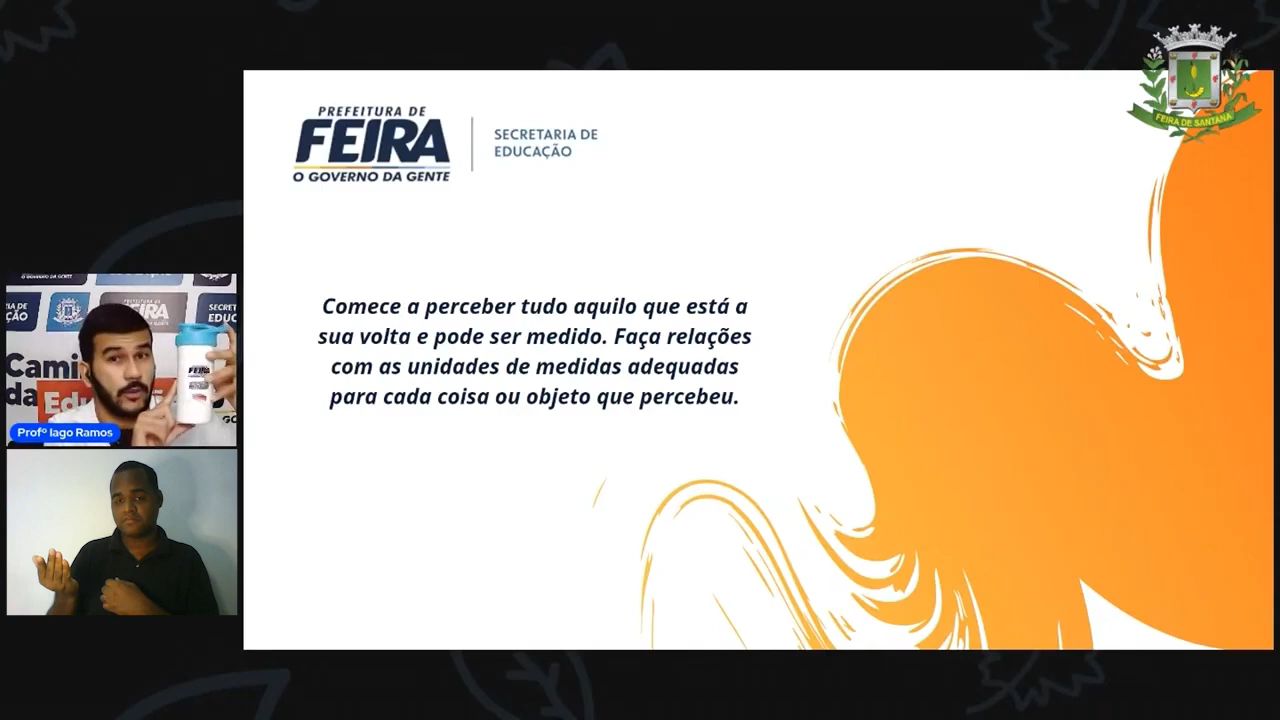 PREFEITURA DE
FEIRA
O GOVERNO DA GENTE
SECRETARIA DE
EDUCAÇÃO
FEIRA DE SANTANA
Comece a perceber tudo aquilo que está a
sua volta e pode ser medido. Faça relações
com as unidades de medidas adequadas
para cada coisa ou objeto que percebeu.
FEIRA
Profº Iago Ramos